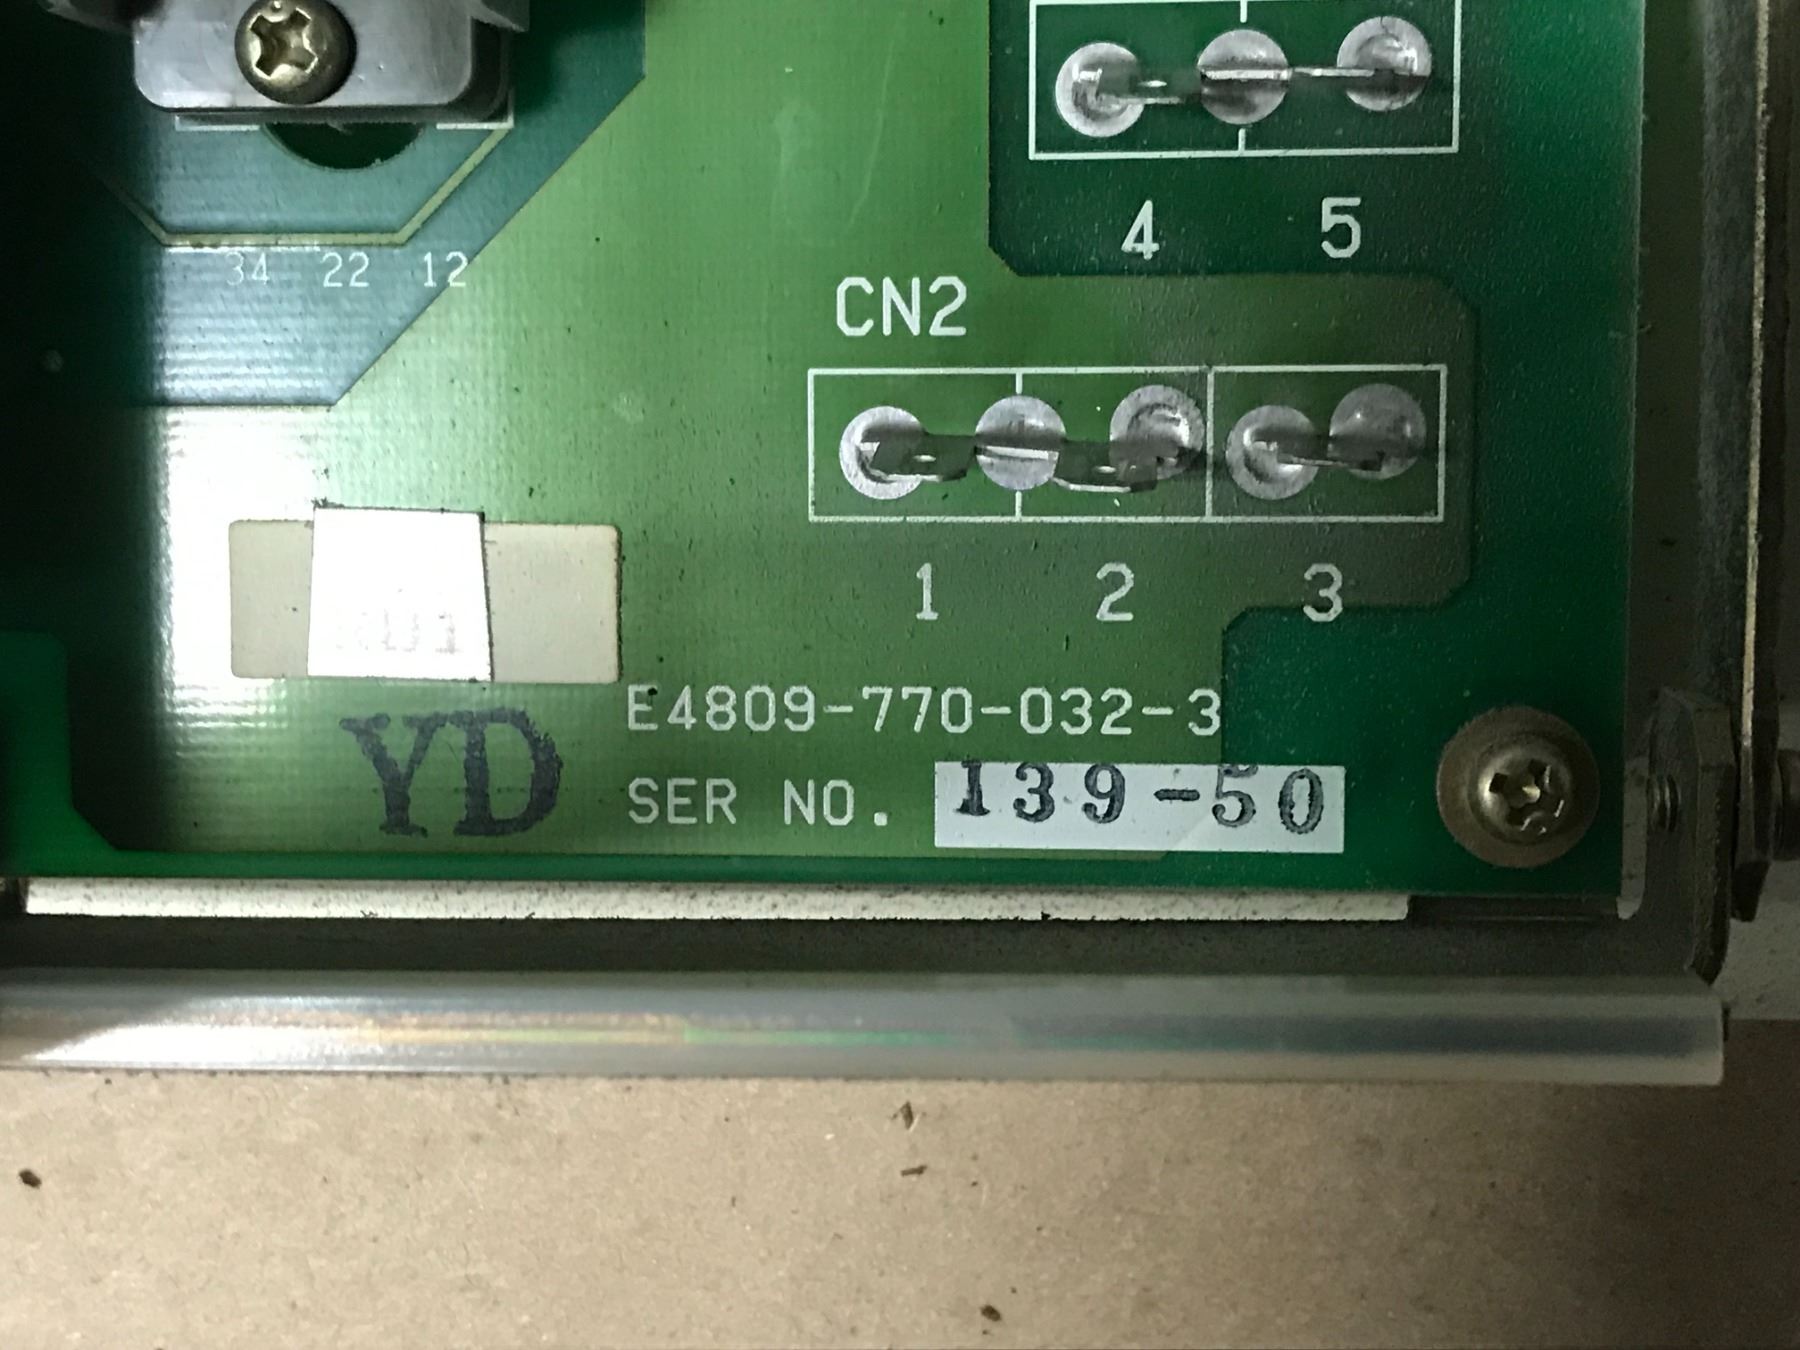 4 5
34 22 12
CN2
1 2 3
E4809-770-032-3
YD
SER NO. 139-50